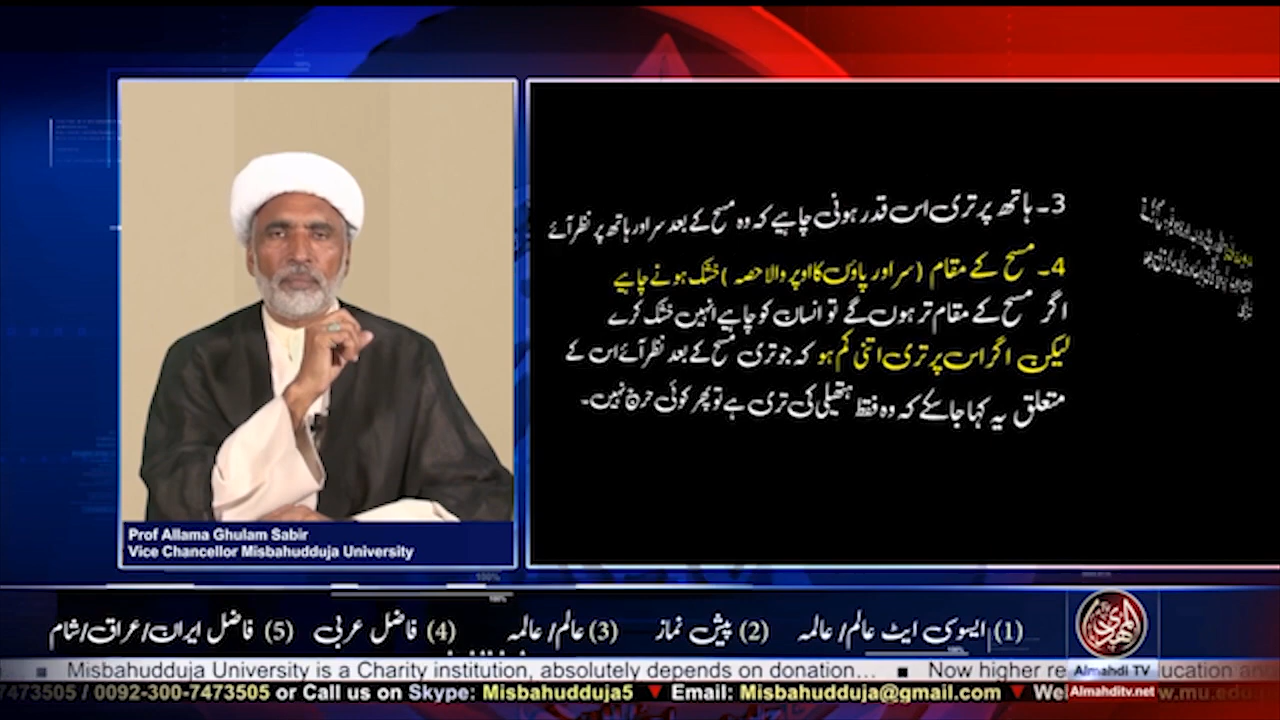 3۔ ہاتھ پر تری اس قدر ہونی چاہیے کہ وہ مسح کے بعد سر اور ہاتھ پر نظر آئے
4۔ مسح کے مقام (سر اور پاؤں کا اوپر والا حصہ) خشک ہونے چاہیے
اگر مسح کے مقام تر ہوں گے تو انسان کو چاہیے انہیں خشک کرے
لیکن اگر اس پر تری اتنی کم ہو کہ جو تری مسح کے بعد نظر آئے اس کے
متعلق یہ کہا جا سکے کہ وہ فقط ہتھیلی کی تری ہے تو پھر کوئی حرج نہیں۔
Prof Allama Ghulam Sabir
Vice Chancellor Misbahudduja University
(1) ایسوسی ایٹ عالم/ عالمہ (2) پیش نماز (3) عالم/ عالمہ (4) فاضل عربی (5) فاضل ایران/عراق/شام
Misbahudduja University is a Charity institution, absolutely depends on donation... ■ Now higher
Almahdi TV
7473505 / 0092-300-7473505 or Call us on Skype: Misbahudduja5 ▼ Email: Misbahudduja@gmail.com ▼
Almahditv.net